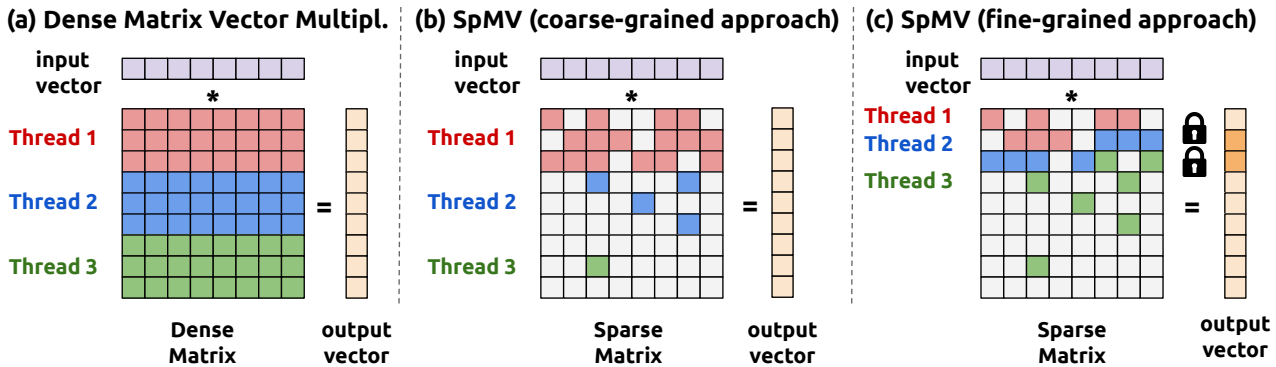 (a) Dense Matrix Vector Multipl.
input
vector
*
Thread 1
Thread 2
Thread 3
=
Dense
Matrix
output
vector
(b) SpMV (coarse-grained approach)
input
vector
*
Thread 1
Thread 2
Thread 3
=
Sparse
Matrix
output
vector
(c) SpMV (fine-grained approach)
input
vector
*
Thread 1
Thread 2
Thread 3
=
Sparse
Matrix
output
vector